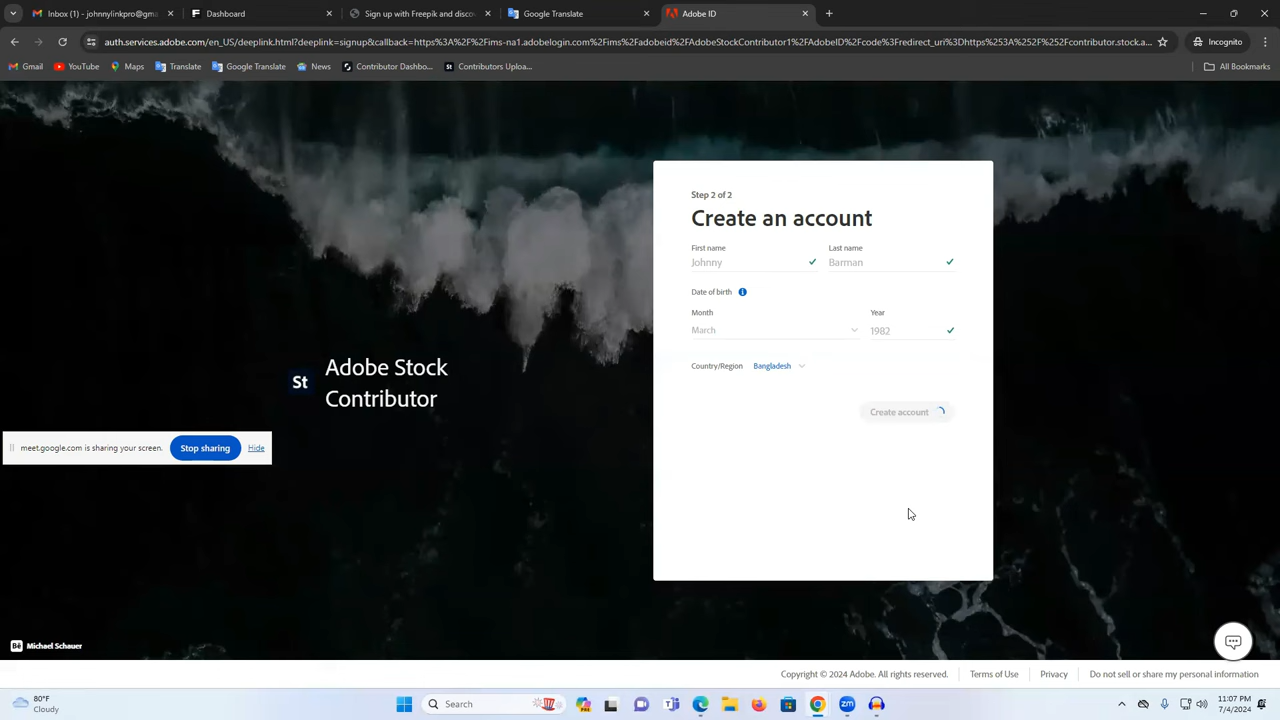 Inbox (1) - johnnylinkpro@gma
Dashboard
Sign up with Freepik and disco
Google Translate
Adobe ID
auth.services.adobe.com/en_US/deeplink.html?deeplink=signup&callback=https%3A%2F%2Fims-na1.adobelogin.com%2Fims%2Fadobeid%2FAdobeStockContributor1%2FAdobeID%2Fcode%3Fredirect_uri%3Dhttps%253A%252F%252Fcontributor.stock.a...
Incognito
Gmail
YouTube
Maps
Translate
Google Translate
News
Contributor Dashbo...
St Contributors Uploa...
All Bookmarks
Step 2 of 2
Create an account
First name
Last name
Johnny
Barman
Date of birth
Month
Year
March
1982
Country/Region Bangladesh
Create account
St
Adobe Stock
Contributor
meet.google.com is sharing your screen.
Stop sharing
Hide
Bē Michael Schauer
Copyright © 2024 Adobe. All rights reserved.
Terms of Use
Privacy
Do not sell or share my personal information
80°F
Cloudy
Search
zm
11:07 PM
7/4/2024